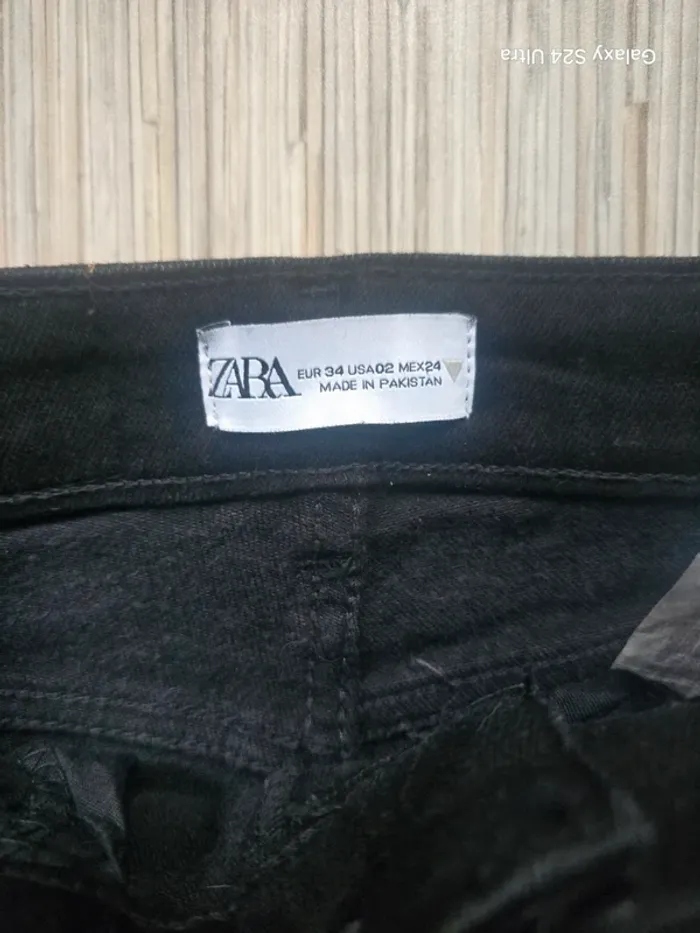 Galaxy S24 Ultra
ZARA
EUR 34 USA02 MEX24
MADE IN PAKISTAN